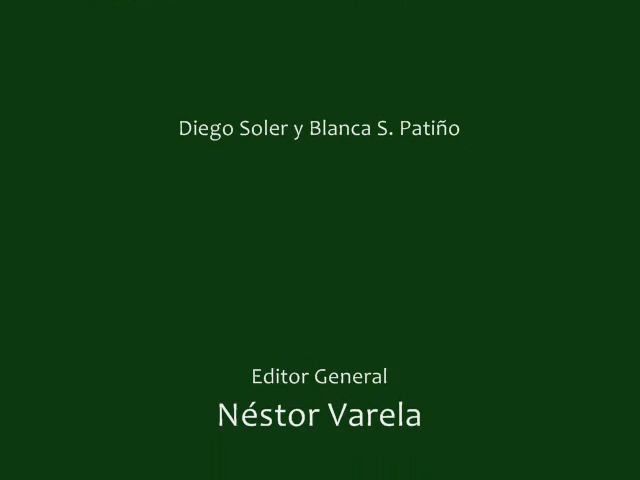 Diego Soler y Blanca S. Patiño
Editor General
Néstor Varela